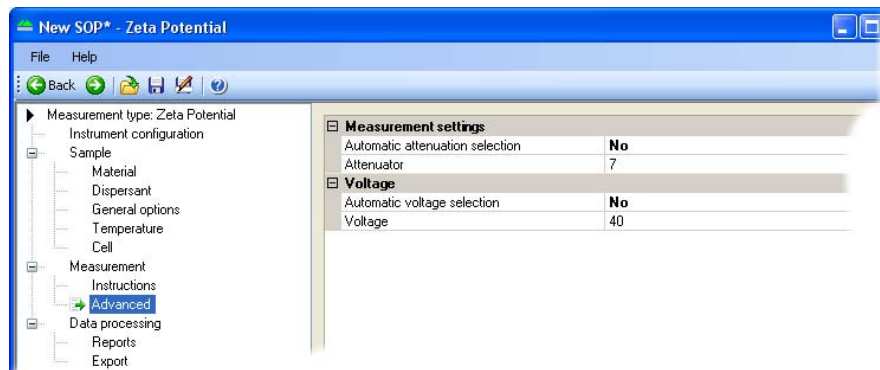 New SOP* - Zeta Potential
File Help
Back
Measurement type: Zeta Potential
Instrument configuration
Sample
Material
Dispersant
General options
Temperature
Cell
Measurement
Instructions
Advanced
Data processing
Reports
Export
Measurement settings
Automatic attenuation selection No
Attenuator 7
Voltage
Automatic voltage selection No
Voltage 40